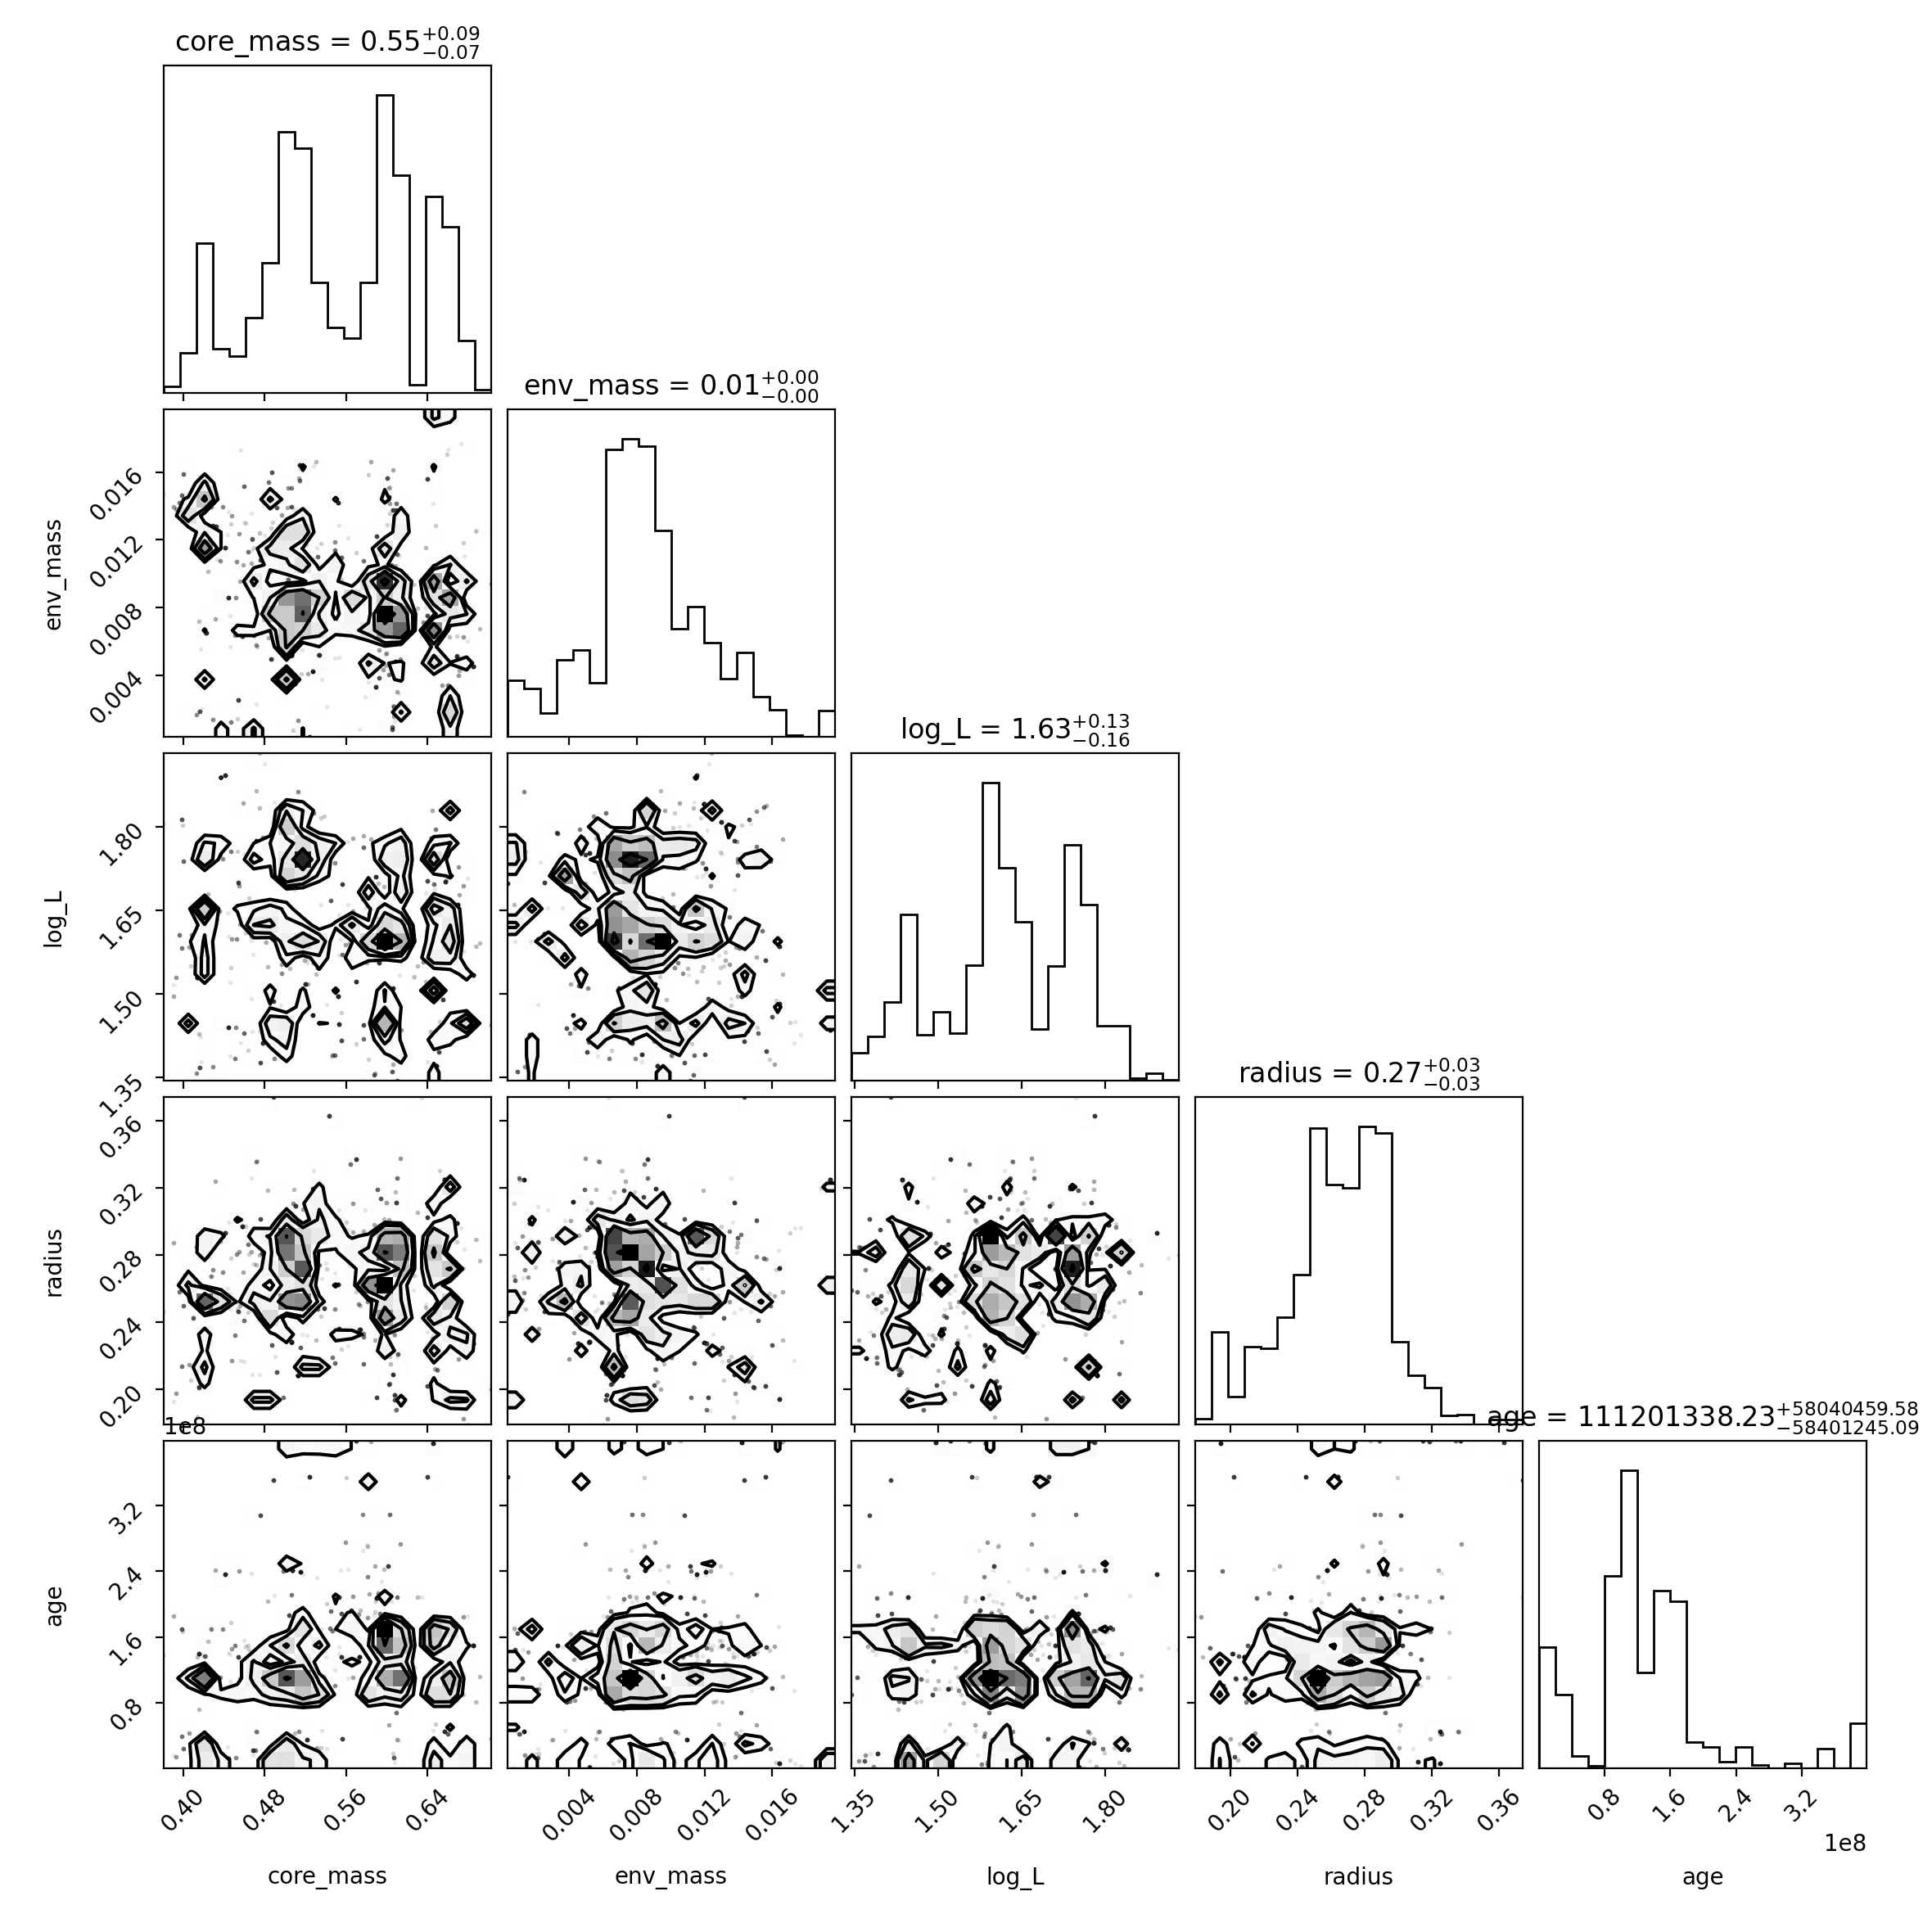 core_mass = 0.55+0.09−0.07
env_mass = 0.01+0.00−0.00
0.016
0.012
0.008
0.004
env_mass
log_L = 1.63+0.13−0.16
1.80
1.65
1.50
1.35
log_L
radius = 0.27+0.03−0.03
0.36
0.32
0.28
0.24
0.20
radius
1e8
age = 111201338.23+58040459.58−58401245.09
3.2
2.4
1.6
0.8
age
0.40 0.48 0.56 0.64
0.004 0.008 0.012 0.016
1.35 1.50 1.65 1.80
0.20 0.24 0.28 0.32 0.36
0.8 1.6 2.4 3.2
1e8
core_mass env_mass log_L radius age